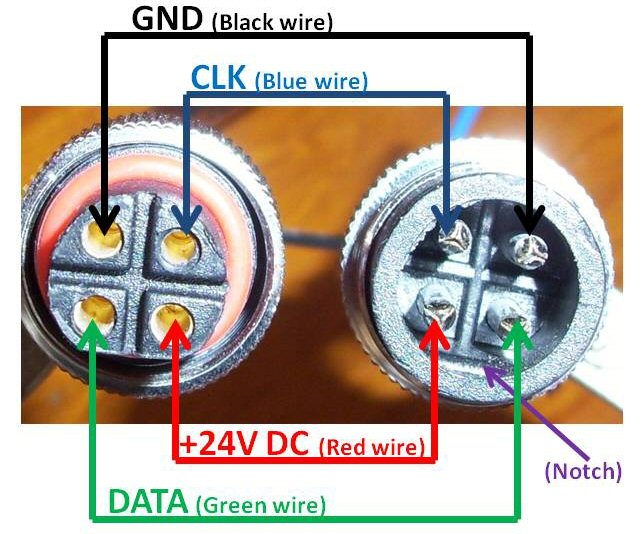 GND (Black wire)
CLK (Blue wire)
+24V DC (Red wire)
(Notch)
DATA (Green wire)